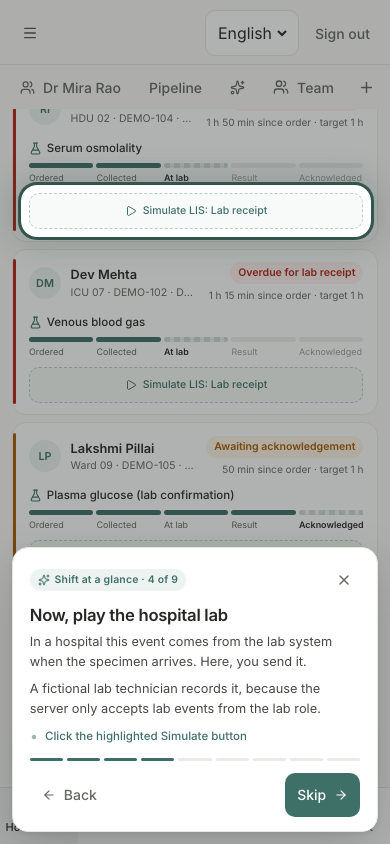 English
Sign out
Dr Mira Rao
Pipeline
Team
HDU 02 · DEMO-104 · ...
1 h 50 min since order · target 1 h
Serum osmolality
Ordered Collected At lab Result Acknowledged
Simulate LIS: Lab receipt
DM
Dev Mehta
Overdue for lab receipt
ICU 07 · DEMO-102 · D...
1 h 15 min since order · target 1 h
Venous blood gas
Ordered Collected At lab Result Acknowledged
Simulate LIS: Lab receipt
LP
Lakshmi Pillai
Awaiting acknowledgement
Ward 09 · DEMO-105 · ...
50 min since order · target 1 h
Plasma glucose (lab confirmation)
Ordered Collected At lab Result Acknowledged
Shift at a glance · 4 of 9
Now, play the hospital lab
In a hospital this event comes from the lab system
when the specimen arrives. Here, you send it.
A fictional lab technician records it, because the
server only accepts lab events from the lab role.
Click the highlighted Simulate button
Back
Skip